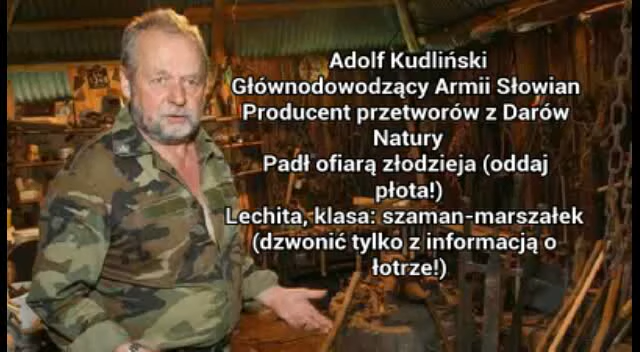 Adolf Kudliński
Głównodowodzący Armii Słowian
Producent przetworów z Darów
Natury
Padł ofiarą złodzieja (oddaj
płota!)
Lechita, klasa: szaman-marszałek
(dzwonić tylko z informacją o
łotrze!)